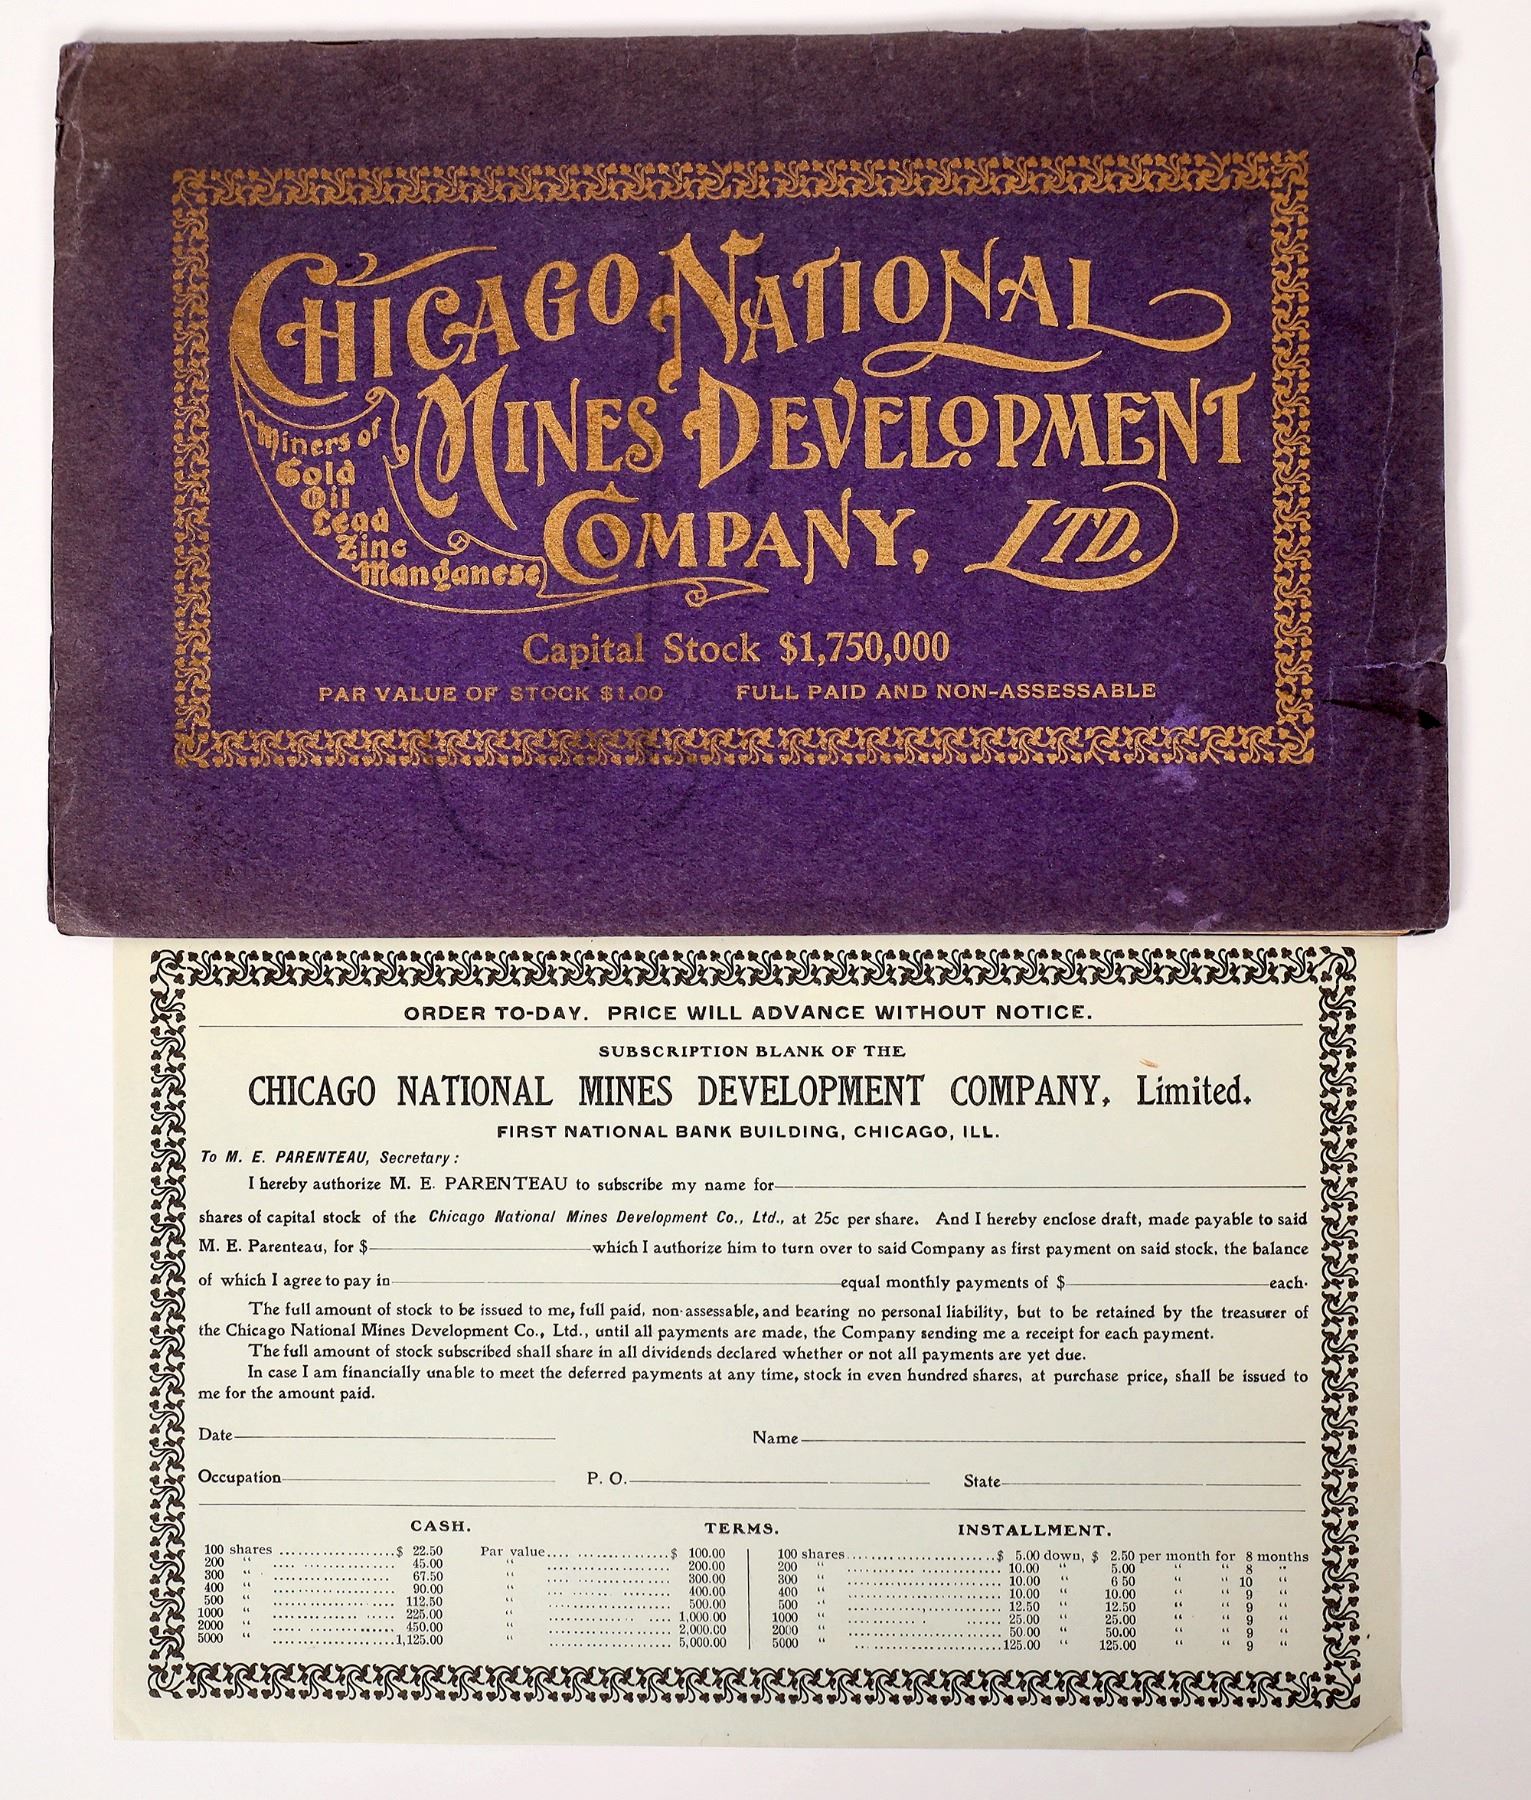 CHICAGO NATIONAL
MINES DEVELOPMENT
COMPANY, LTD.
Miners of
Gold
Oil
Lead
Zinc
Manganese
Capital Stock $1,750,000
PAR VALUE OF STOCK $1.00 FULL PAID AND NON-ASSESSABLE
ORDER TO-DAY. PRICE WILL ADVANCE WITHOUT NOTICE.
SUBSCRIPTION BLANK OF THE
CHICAGO NATIONAL MINES DEVELOPMENT COMPANY, Limited.
FIRST NATIONAL BANK BUILDING, CHICAGO, ILL.
To M. E. PARENTEAU, Secretary:
I hereby authorize M. E. PARENTEAU to subscribe my name for
shares of capital stock of the Chicago National Mines Development Co., Ltd., at 25c per share. And I hereby enclose draft, made payable to said
M. E. Parenteau, for $ which I authorize him to turn over to said Company as first payment on said stock, the balance
of which I agree to pay in equal monthly payments of $ each.
The full amount of stock to be issued to me, full paid, non-assessable, and bearing no personal liability, but to be retained by the treasurer of
the Chicago National Mines Development Co., Ltd., until all payments are made, the Company sending me a receipt for each payment.
The full amount of stock subscribed shall share in all dividends declared whether or not all payments are yet due.
In case I am financially unable to meet the deferred payments at any time, stock in even hundred shares, at purchase price, shall be issued to
me for the amount paid.
Date Name
Occupation P. O. State
CASH. TERMS. INSTALLMENT.
100 shares ..................$ 22.50 Par value.... ..............$ 100.00 100 shares........................$ 5.00 down, $ 2.50 per month for 8 months
200 " .................. 45.00 " .................. 200.00 200 " ........................ 10.00 " 5.00 " " 8 "
300 " .................. 67.50 " .................. 300.00 300 " ........................ 10.00 " 6 50 " " 10 "
400 " .................. 90.00 " .................. 400.00 400 " ........................ 10.00 " 10.00 " " 9 "
500 " .................. 112.50 " .................. 500.00 500 " ........................ 12.50 " 12.50 " " 9 "
1000 " .................. 225.00 " .................. 1,000.00 1000 " ........................ 25.00 " 25.00 " " 9 "
2000 " .................. 450.00 " .................. 2,000.00 2000 " ........................ 50.00 " 50.00 " " 9 "
5000 " ..................1,125.00 " .................. 5,000.00 5000 " ........................125.00 " 125.00 " " 9 "